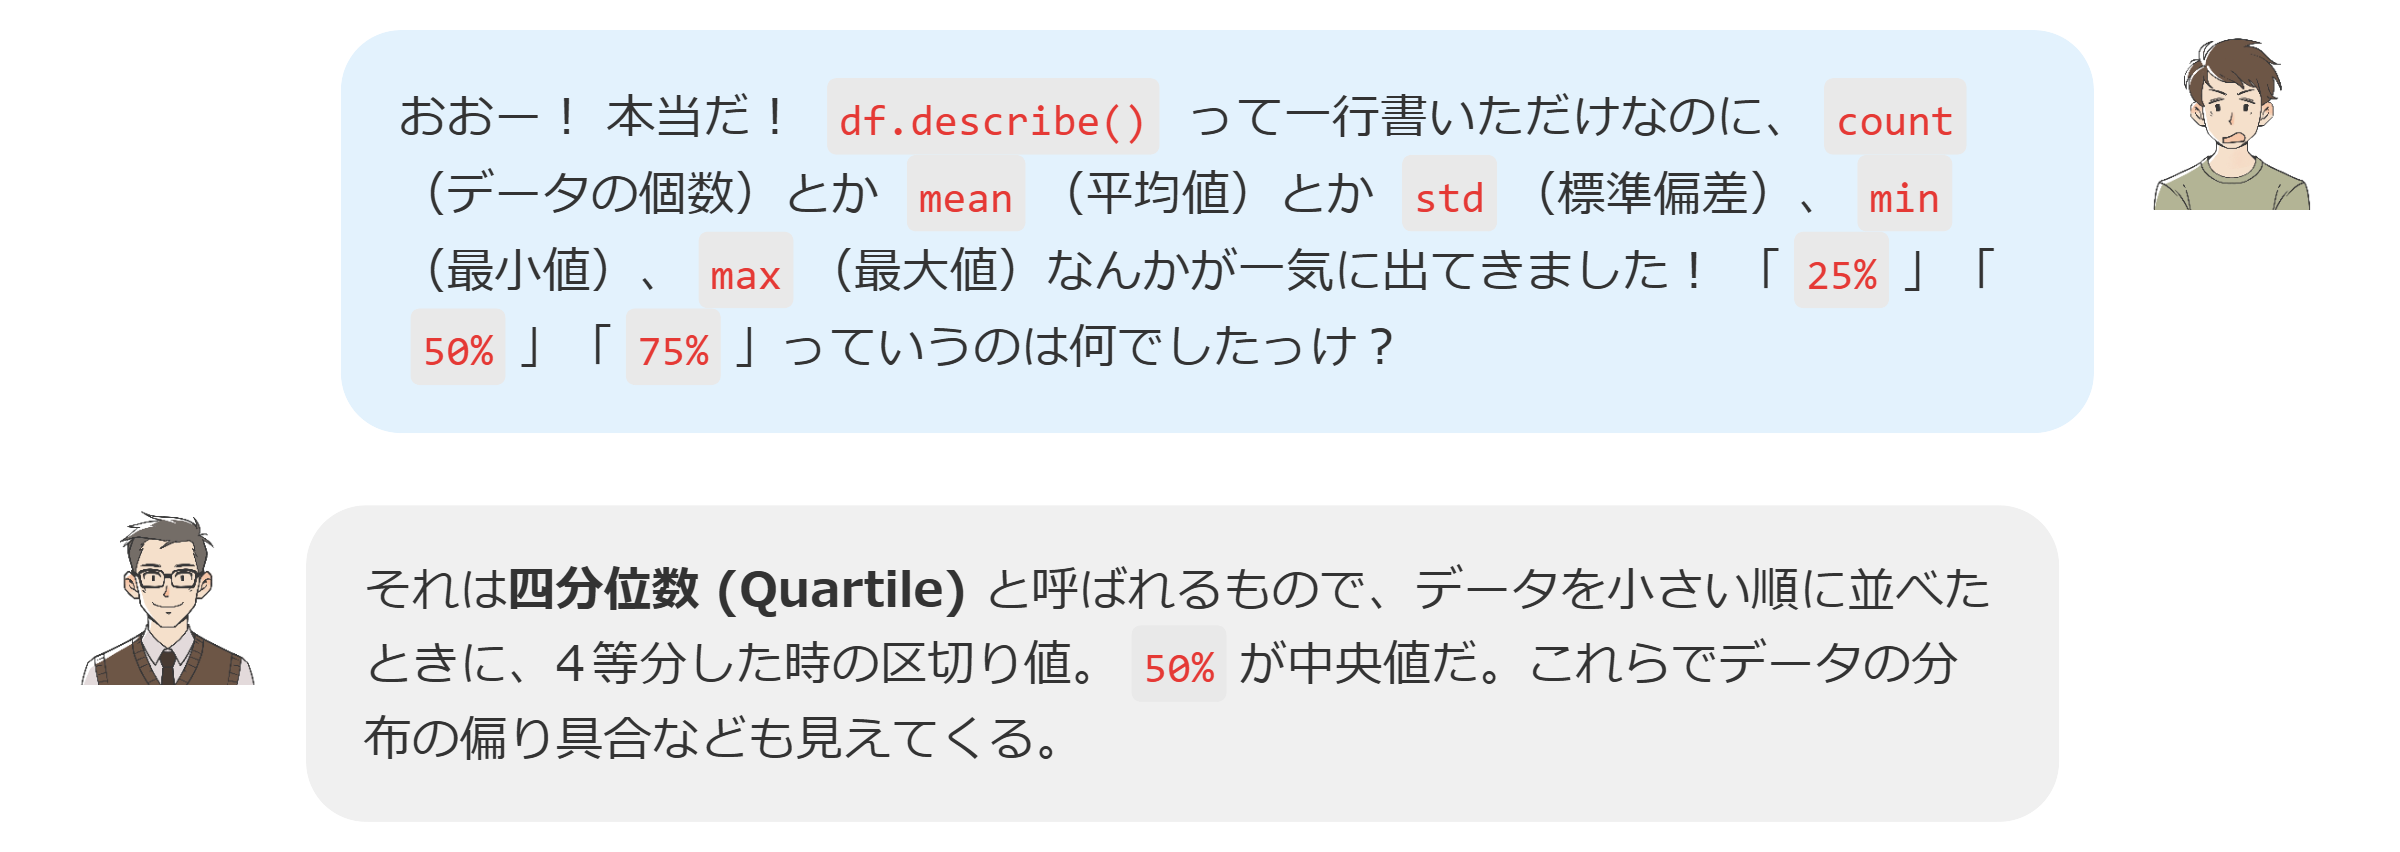 おおー！ 本当だ！ df.describe() って一行書いただけなのに、 count
（データの個数）とか mean （平均値）とか std （標準偏差）、 min
（最小値）、 max （最大値）なんかが一気に出てきました！ 「 25% 」「
50% 」「 75% 」っていうのは何でしたっけ？
それは四分位数 (Quartile) と呼ばれるもので、データを小さい順に並べた
ときに、４等分した時の区切り値。 50% が中央値だ。これらでデータの分
布の偏り具合なども見えてくる。